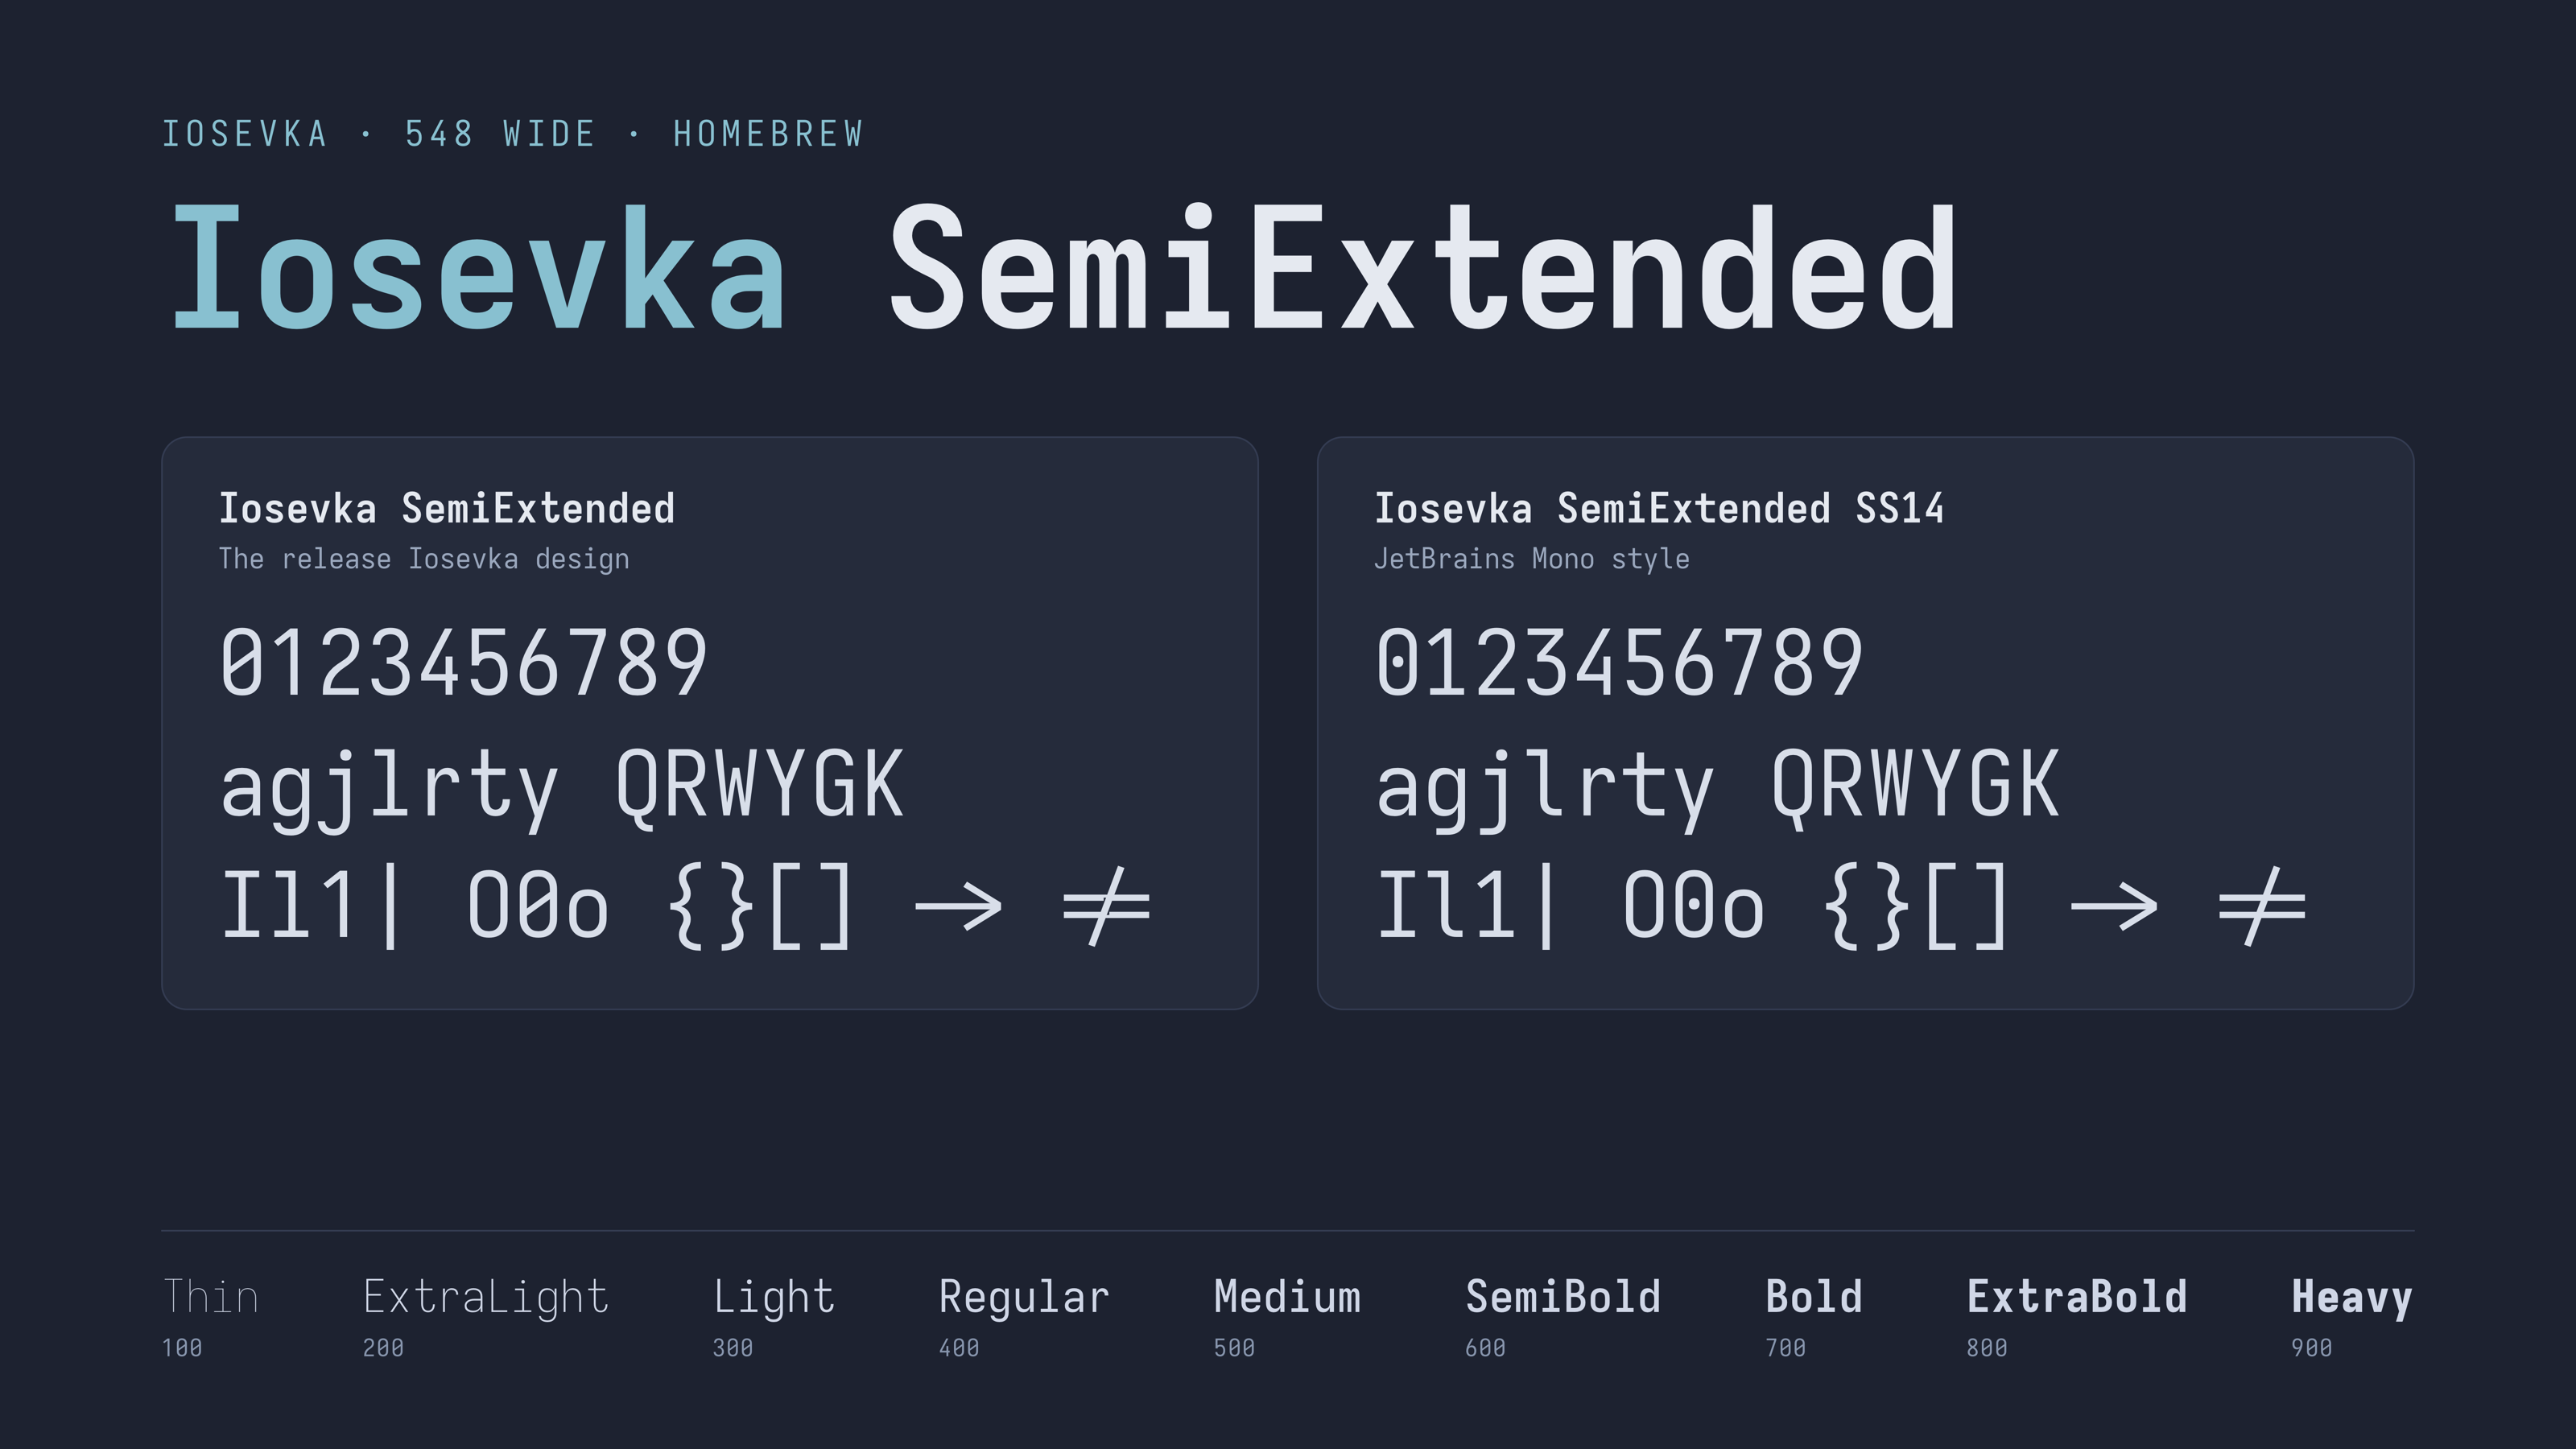 IOSEVKA · 548 WIDE · HOMEBREW
Iosevka SemiExtended
Iosevka SemiExtended
The release Iosevka design
0123456789
agjlrty QRWYGK
Il1| O0o {}[] → ≠
Iosevka SemiExtended SS14
JetBrains Mono style
0123456789
agjlrty QRWYGK
Il1| O0o {}[] → ≠
Thin ExtraLight Light Regular Medium SemiBold Bold ExtraBold Heavy
100 200 300 400 500 600 700 800 900